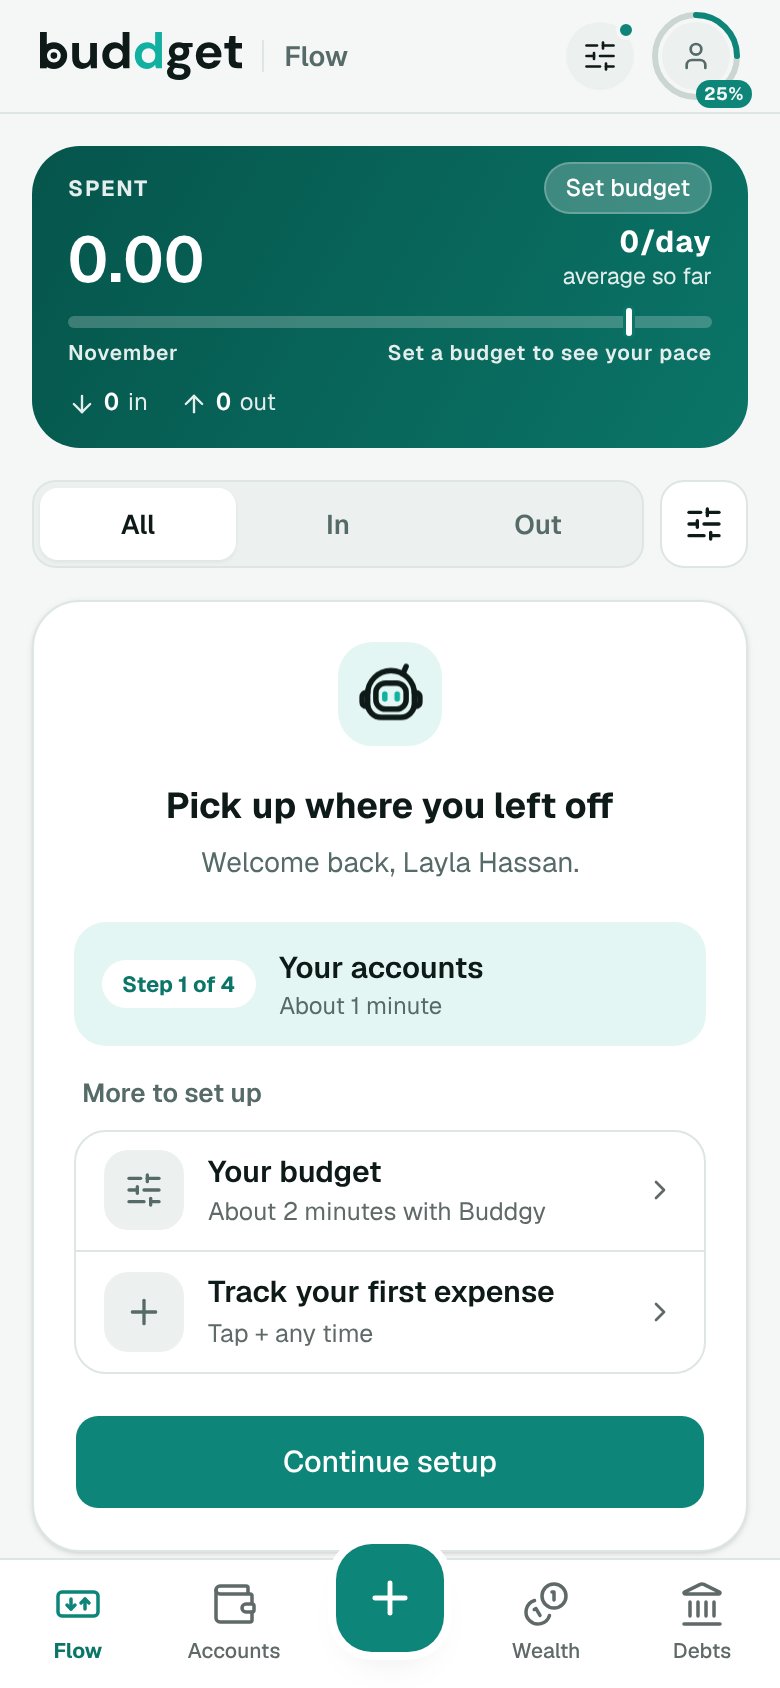 buddget
Flow
25%
SPENT
Set budget
0.00
0/day
average so far
November
Set a budget to see your pace
0 in
0 out
All
In
Out
Pick up where you left off
Welcome back, Layla Hassan.
Step 1 of 4
Your accounts
About 1 minute
More to set up
Your budget
About 2 minutes with Buddgy
Track your first expense
Tap + any time
Continue setup
Flow
Accounts
Wealth
Debts